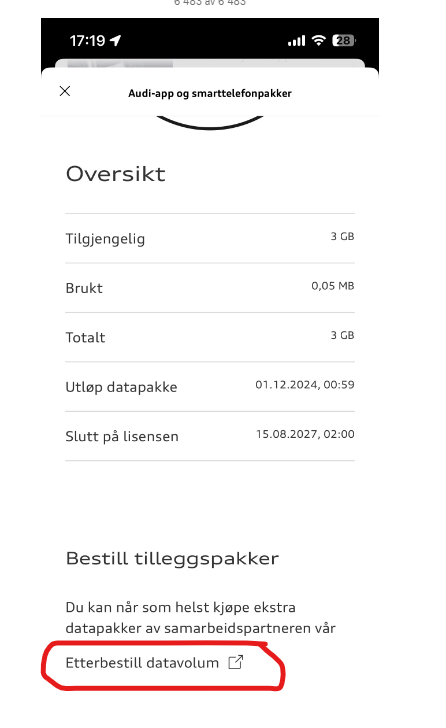 6 483 av 6 483
17:19
28
Audi-app og smarttelefonpakker
Oversikt
Tilgjengelig 3 GB
Brukt 0,05 MB
Totalt 3 GB
Utløp datapakke 01.12.2024, 00:59
Slutt på lisensen 15.08.2027, 02:00
Bestill tilleggspakker
Du kan når som helst kjøpe ekstra
datapakker av samarbeidspartneren vår
Etterbestill datavolum